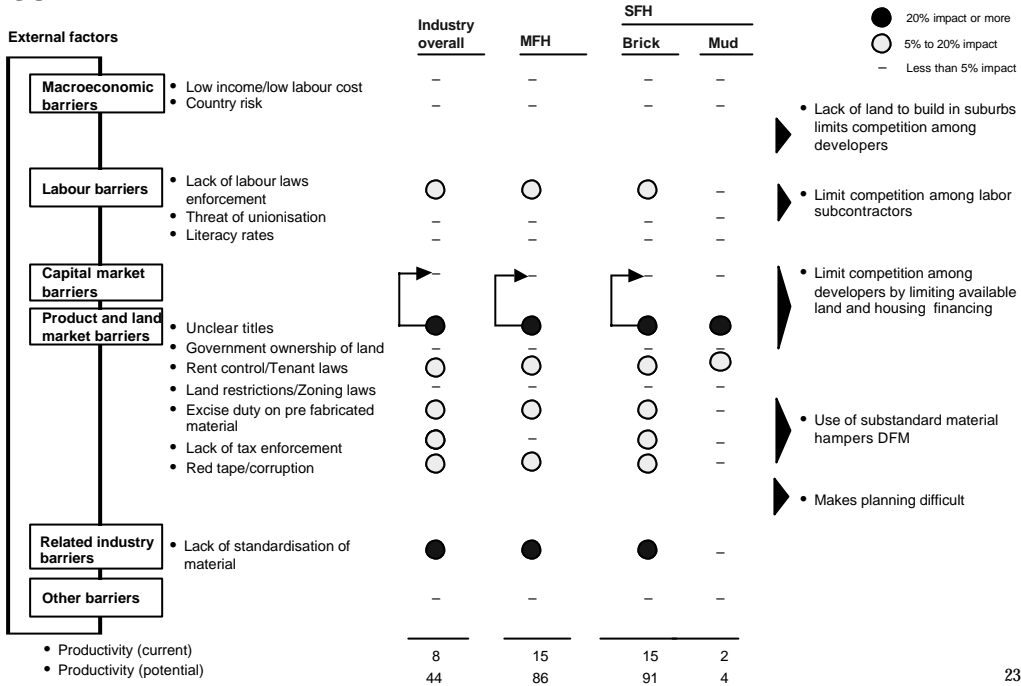 External factors
Industry overall
MFH
SFH
Brick
Mud
20% impact or more
5% to 20% impact
– Less than 5% impact
Macroeconomic barriers
• Low income/low labour cost – – – –
• Country risk – – – –
• Lack of land to build in suburbs
limits competition among
developers
Labour barriers
• Lack of labour laws
enforcement –
• Threat of unionisation – – – –
• Literacy rates – – – –
• Limit competition among labor
subcontractors
Capital market
barriers
– – – –
• Limit competition among
developers by limiting available
land and housing financing
Product and land
market barriers
• Unclear titles
• Government ownership of land – – – –
• Rent control/Tenant laws
• Land restrictions/Zoning laws – – – –
• Excise duty on pre fabricated
material –
• Lack of tax enforcement – –
• Red tape/corruption –
• Use of substandard material
hampers DFM
• Makes planning difficult
Related industry
barriers
• Lack of standardisation of
material –
Other barriers – – – –
• Productivity (current) 8 15 15 2
• Productivity (potential) 44 86 91 4
23